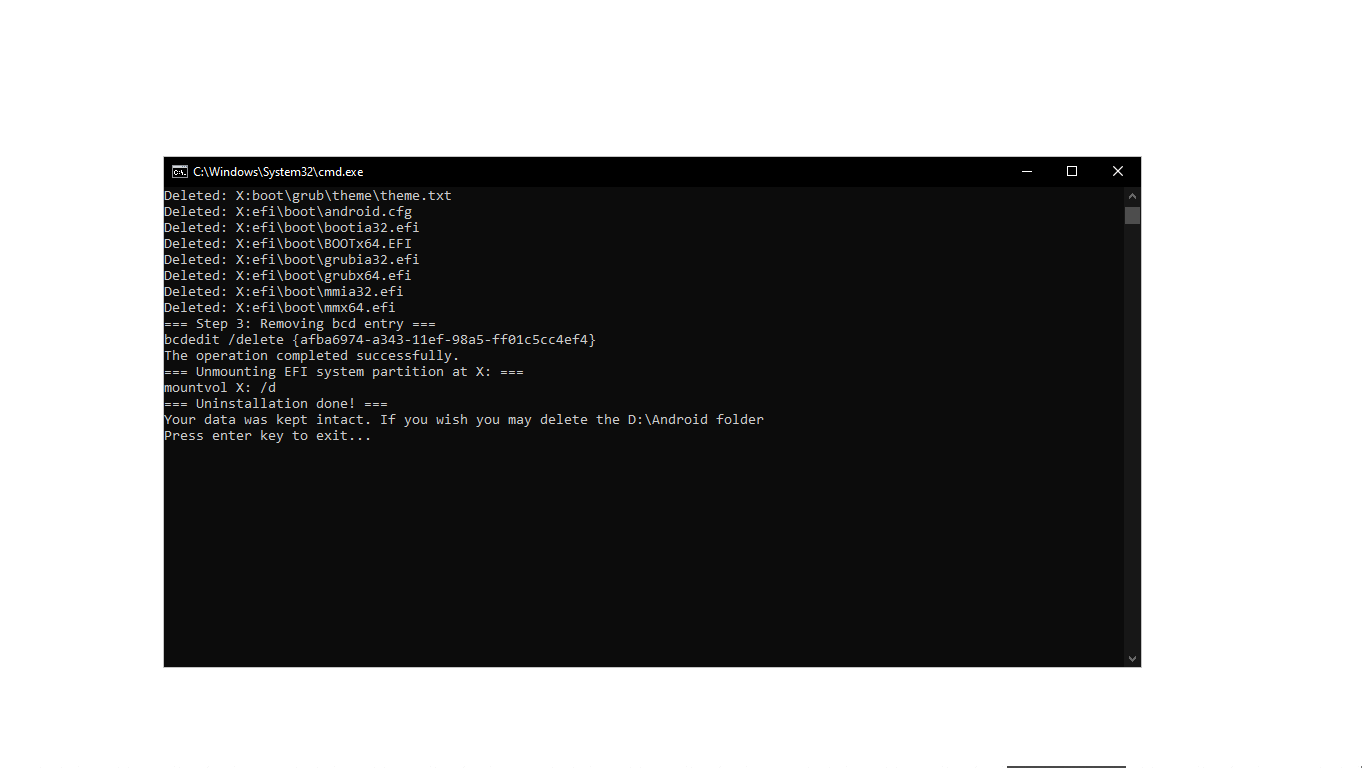 C:\Windows\System32\cmd.exe
Deleted: X:boot\grub\theme\theme.txt
Deleted: X:efi\boot\android.cfg
Deleted: X:efi\boot\bootia32.efi
Deleted: X:efi\boot\BOOTx64.EFI
Deleted: X:efi\boot\grubia32.efi
Deleted: X:efi\boot\grubx64.efi
Deleted: X:efi\boot\mmia32.efi
Deleted: X:efi\boot\mmx64.efi
=== Step 3: Removing bcd entry ===
bcdedit /delete {afba6974-a343-11ef-98a5-ff01c5cc4ef4}
The operation completed successfully.
=== Unmounting EFI system partition at X: ===
mountvol X: /d
=== Uninstallation done! ===
Your data was kept intact. If you wish you may delete the D:\Android folder
Press enter key to exit...